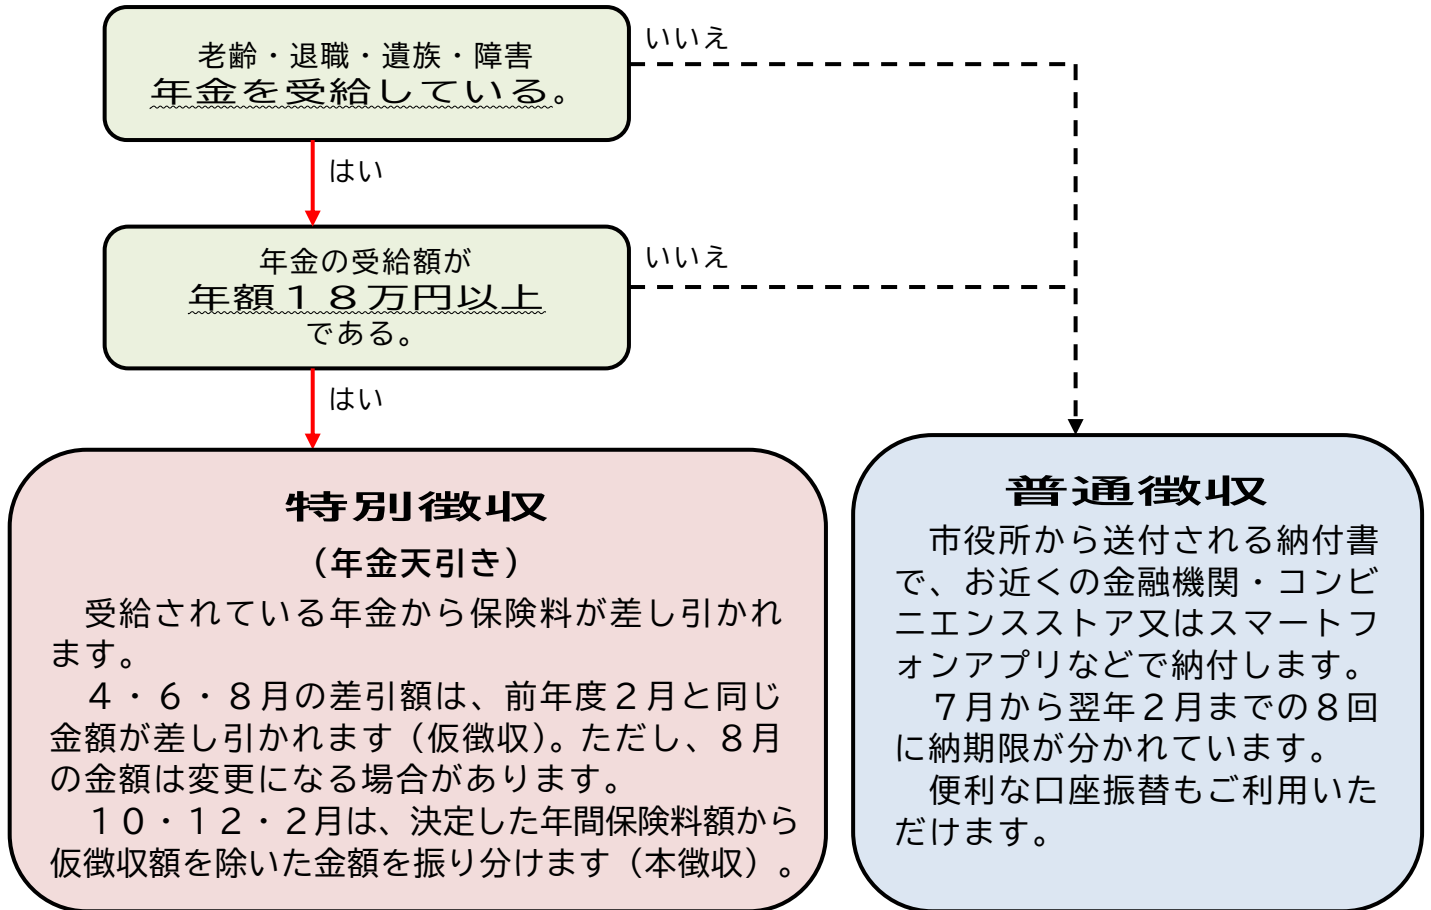 老齢・退職・遺族・障害
年金を受給している。
いいえ
はい
年金の受給額が
年額１８万円以上
である。
いいえ
はい
特別徴収
（年金天引き）
受給されている年金から保険料が差し引かれ
ます。
４・６・８月の差引額は、前年度２月と同じ
金額が差し引かれます（仮徴収）。ただし、８月
の金額は変更になる場合があります。
１０・１２・２月は、決定した年間保険料額から
仮徴収額を除いた金額を振り分けます（本徴収）。
普通徴収
市役所から送付される納付書
で、お近くの金融機関・コンビ
ニエンスストア又はスマートフ
ォンアプリなどで納付します。
７月から翌年２月までの８回
に納期限が分かれています。
便利な口座振替もご利用いた
だけます。